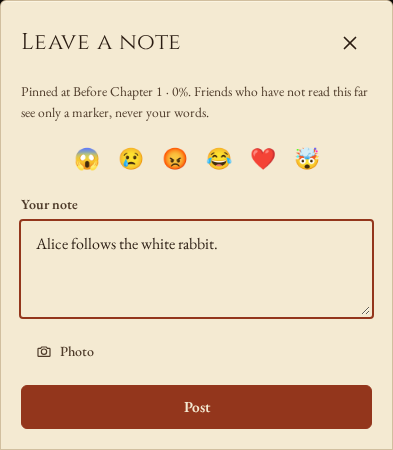 Leave a note
Pinned at Before Chapter 1 · 0%. Friends who have not read this far
see only a marker, never your words.
😱 😢 😡 😂 ❤️ 🤯
Your note
Alice follows the white rabbit.
Photo
Post